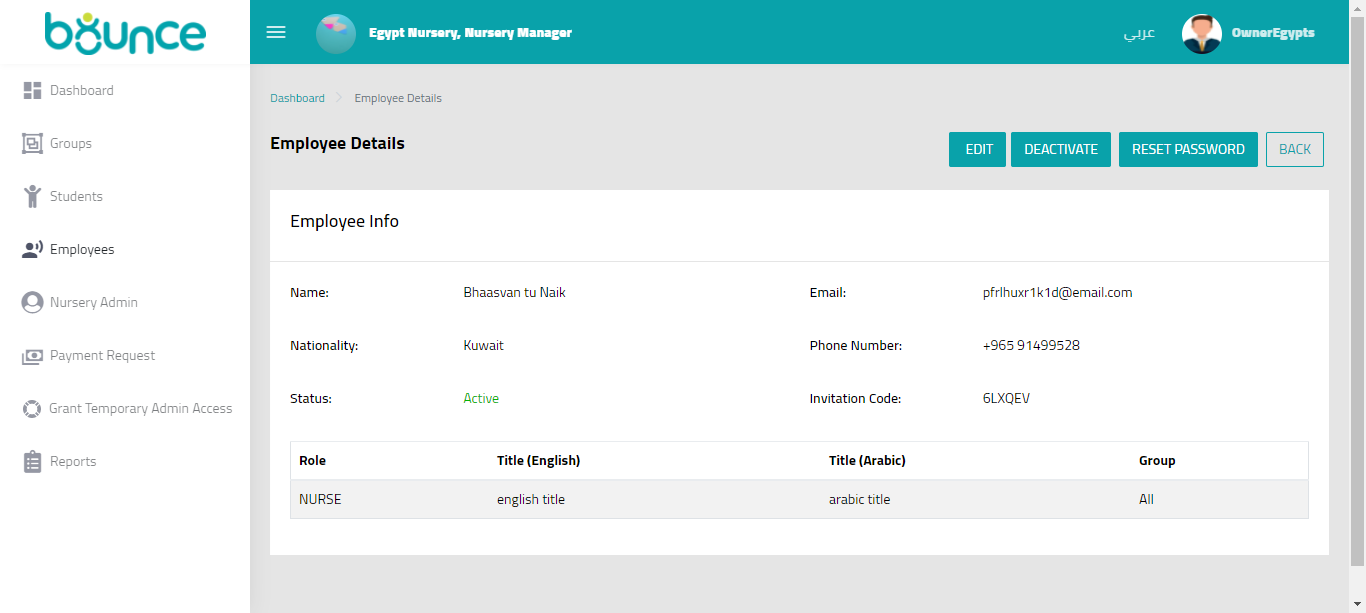 bounce
Egypt Nursery, Nursery Manager
عربي
OwnerEgypts
Dashboard
Groups
Students
Employees
Nursery Admin
Payment Request
Grant Temporary Admin Access
Reports
Dashboard > Employee Details
Employee Details
EDIT DEACTIVATE RESET PASSWORD BACK
Employee Info
Name: Bhaasvan tu Naik Email: pfrlhuxr1k1d@email.com
Nationality: Kuwait Phone Number: +965 91499528
Status: Active Invitation Code: 6LXQEV
Role Title (English) Title (Arabic) Group
NURSE english title arabic title All